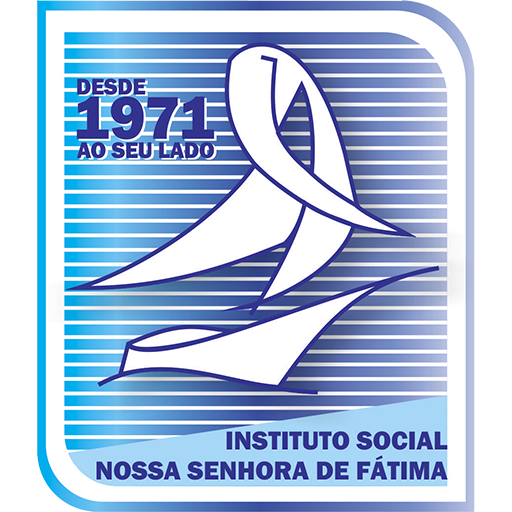 DESDE
1971
AO SEU LADO
INSTITUTO SOCIAL
NOSSA SENHORA DE FÁTIMA